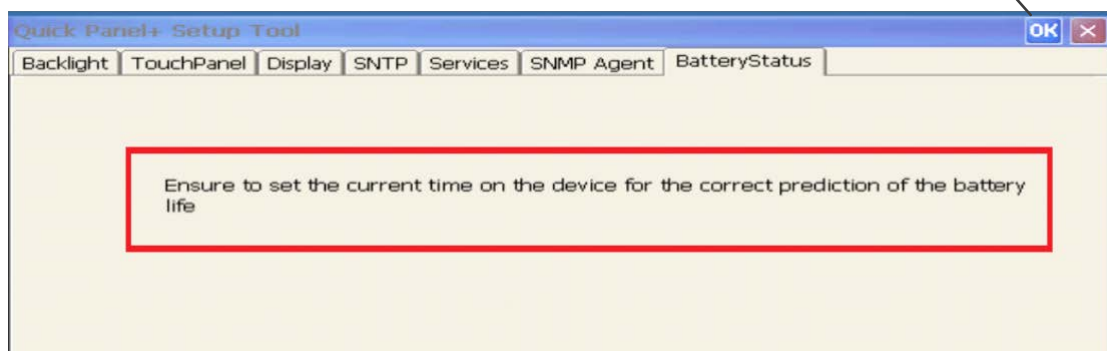 Quick Panel+ Setup Tool OK
Backlight TouchPanel Display SNTP Services SNMP Agent BatteryStatus
Ensure to set the current time on the device for the correct prediction of the battery
life